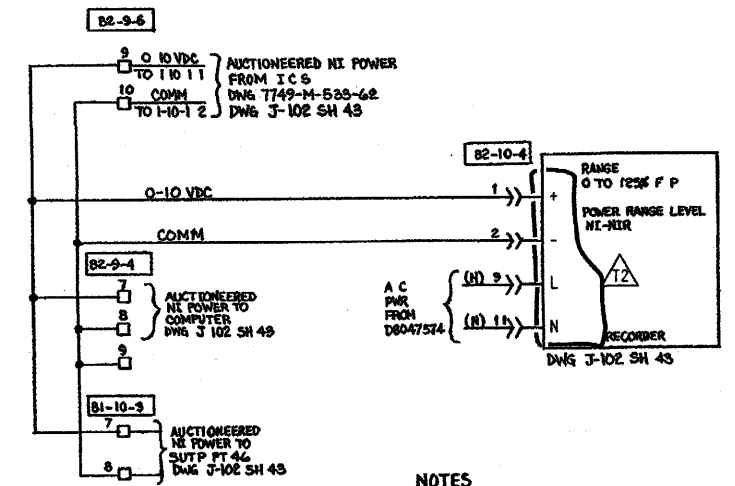 B2-9-6
9
0 10 VDC
TO 1 10 1 1
10
COMM
TO 1-10-1 2
AUCTIONEERED NI POWER
FROM ICS
DWG 7749-M-533-62
DWG J-102 SH 43
B2-10-4
RANGE
0 TO 125% F P
POWER RANGE LEVEL
NI-NIR
T2
RECORDER
DWG J-102 SH 43
0-10 VDC
1
+
COMM
2
-
A C
PWR
FROM
(H) 9
L
(N) 11
N
B2-9-4
7
8
9
AUCTIONEERED
NI POWER TO
COMPUTER
DWG J 102 SH 43
B1-10-3
7
8
AUCTIONEERED
NI POWER TO
SUTP PT 46
DWG J-102 SH 43
NOTES